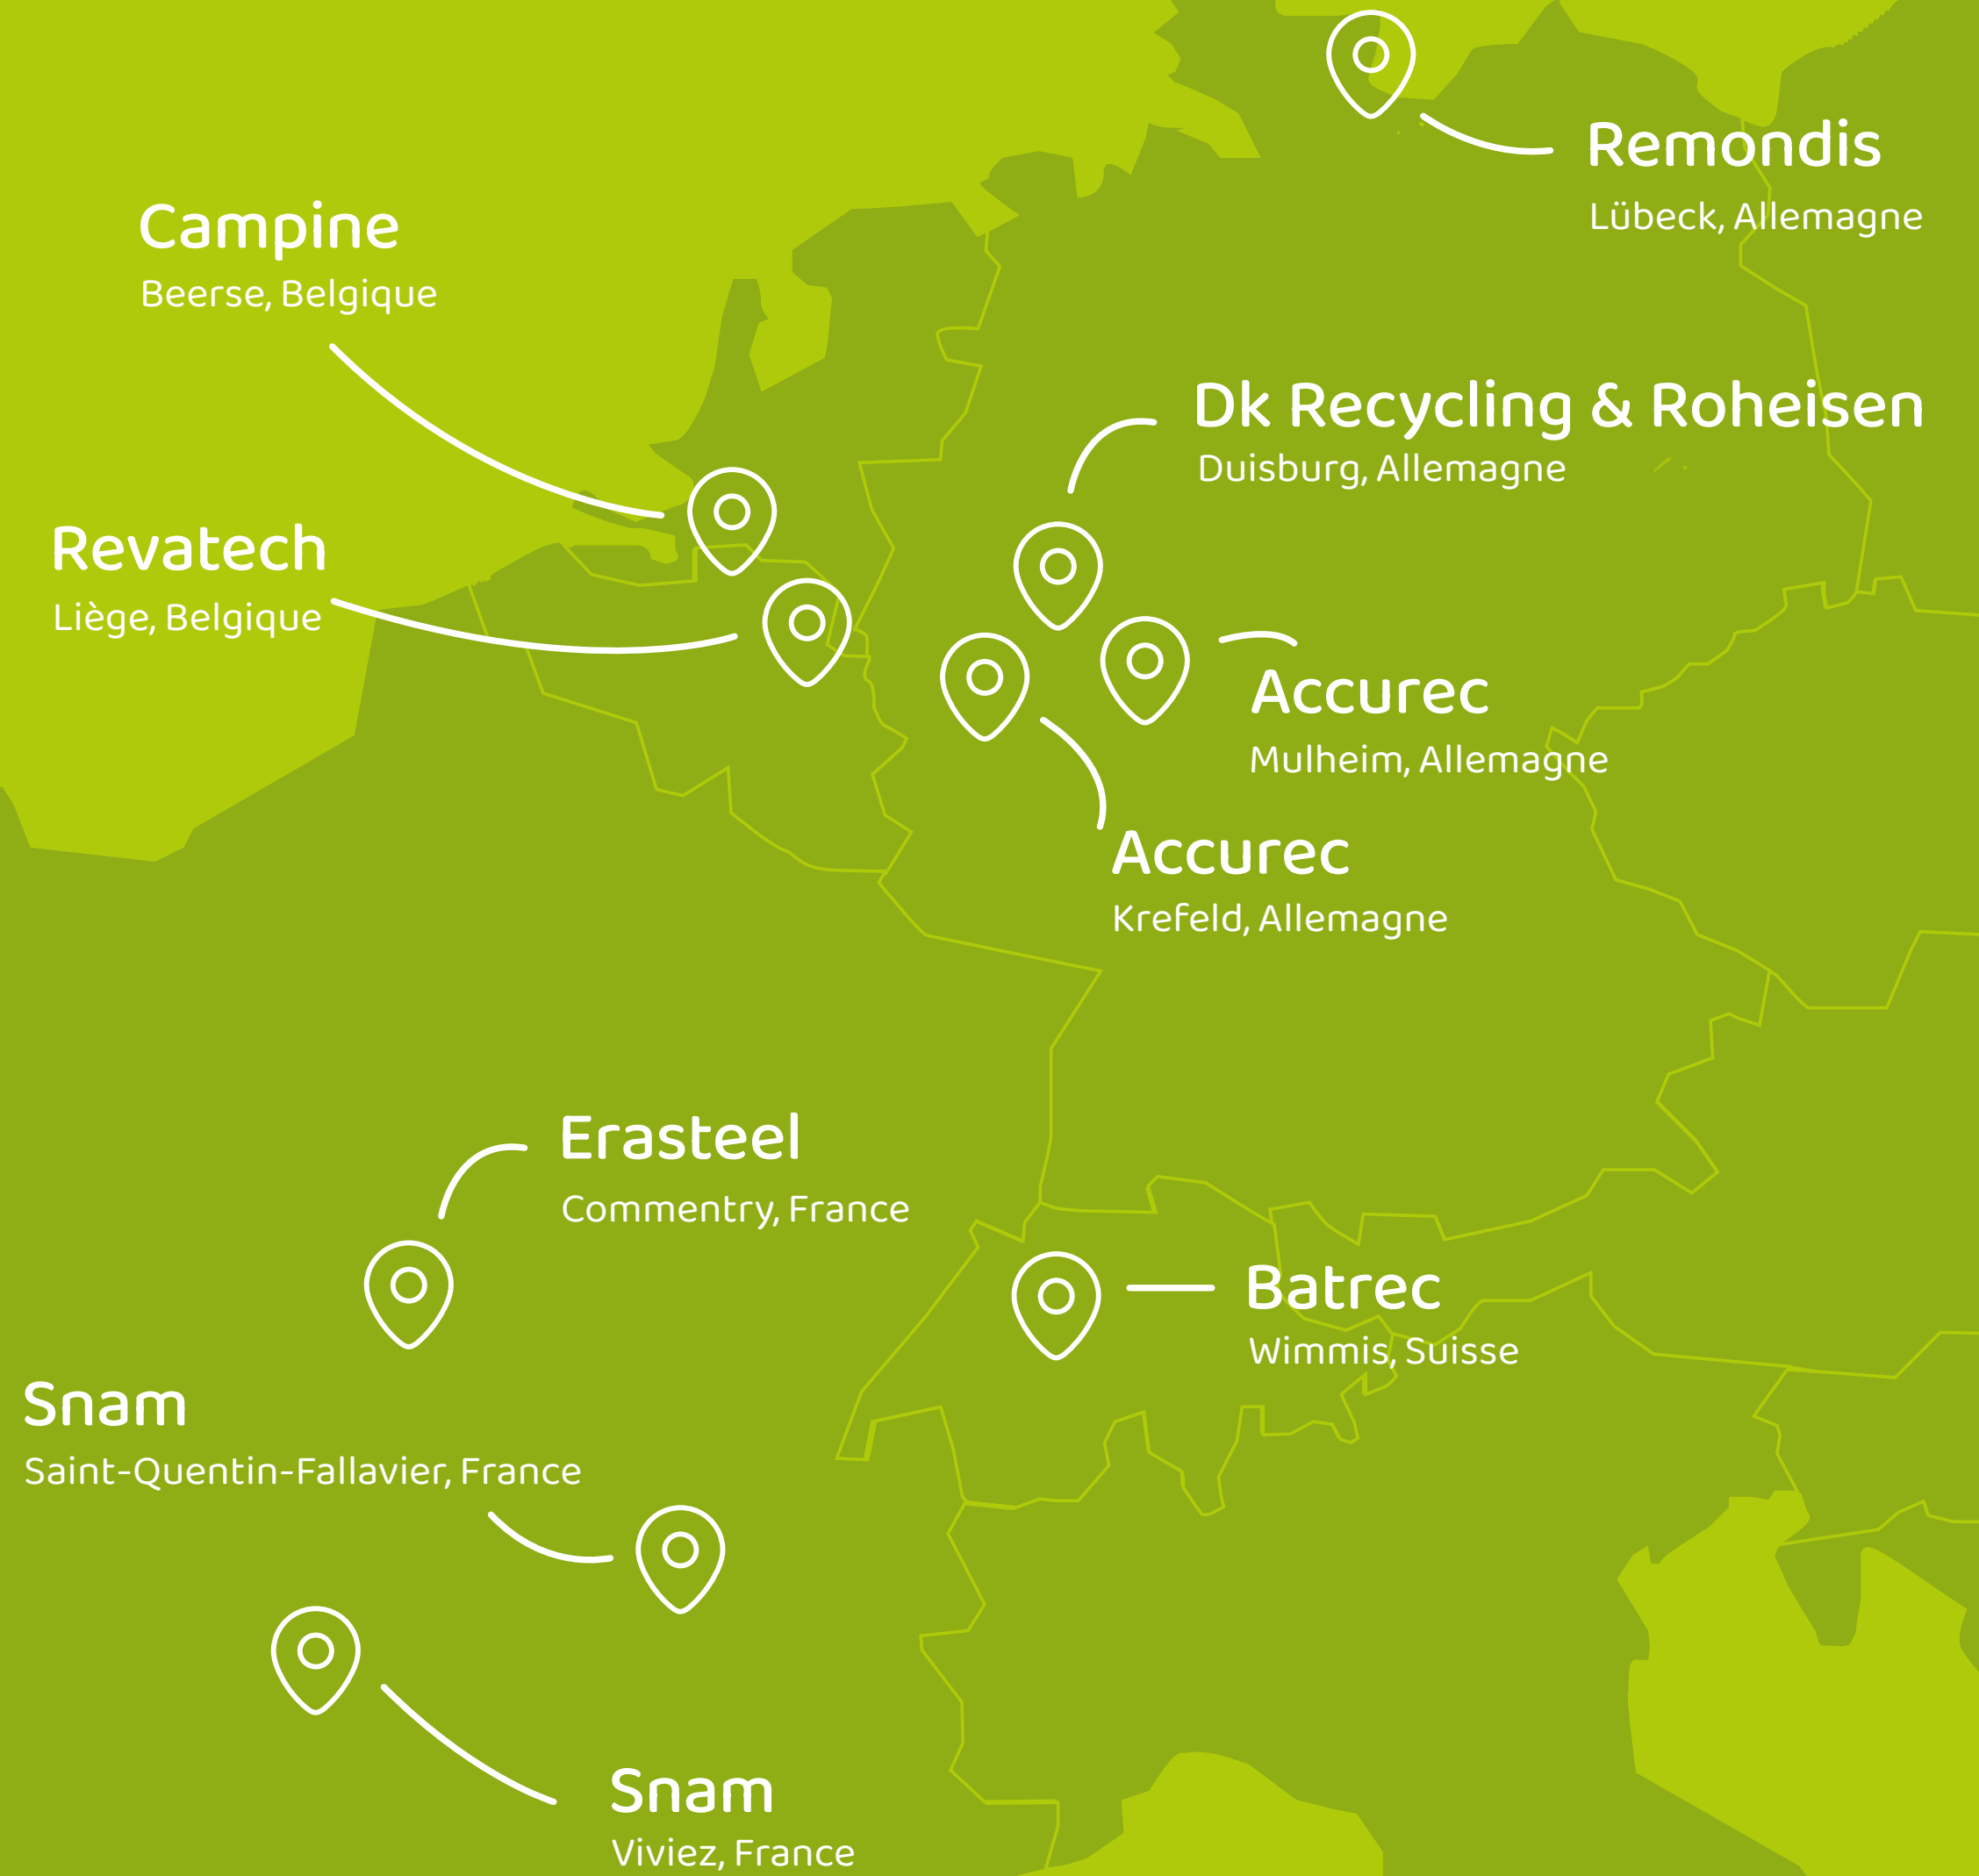 Remondis
Lübeck, Allemagne
Campine
Beerse, Belgique
Dk Recycling & Roheisen
Duisburg, Allemagne
Revatech
Liège, Belgique
Accurec
Mulheim, Allemagne
Accurec
Krefeld, Allemagne
Erasteel
Commentry, France
Batrec
Wimmis, Suisse
Snam
Saint-Quentin-Fallavier, France
Snam
Viviez, France